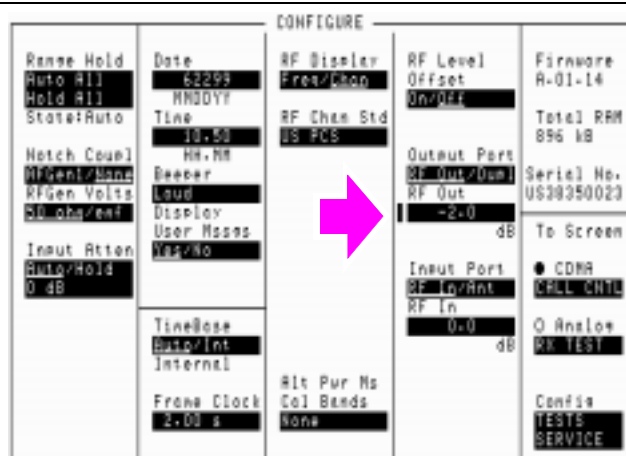 CONFIGURE
Range Hold
Auto All
Hold All
State:Auto
Notch Coupl
AFGen1/None
RFGen Volts
50 ohm/emf
Input Atten
Auto/Hold
0 dB
Date
62299
MMDDYY
Time
10.50
HH.MM
Beeper
Loud
Display
User Mssgs
Yes/No
TimeBase
Auto/Int
Internal
Frame Clock
2.00 s
RF Display
Freq/Chan
RF Chan Std
US PCS
Alt Pwr Ms
Cal Bands
None
RF Level
Offset
On/Off
Output Port
RF Out/Dupl
RF Out
-2.0
dB
Input Port
RF In/Ant
RF In
0.0
dB
Firmware
A.01.14
Total RAM
896 kB
Serial No.
US38350023
To Screen
● CDMA
CALL CNTL
O Analog
RX TEST
Config
TESTS
SERVICE